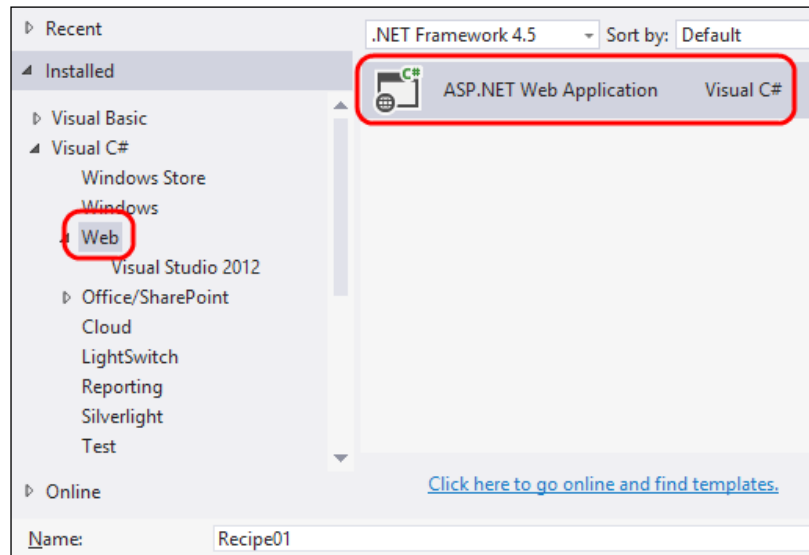 Recent
.NET Framework 4.5 Sort by: Default
Installed
C#
ASP.NET Web Application Visual C#
Visual Basic
Visual C#
Windows Store
Windows
Web
Visual Studio 2012
Office/SharePoint
Cloud
LightSwitch
Reporting
Silverlight
Test
Online
Click here to go online and find templates.
Name: Recipe01